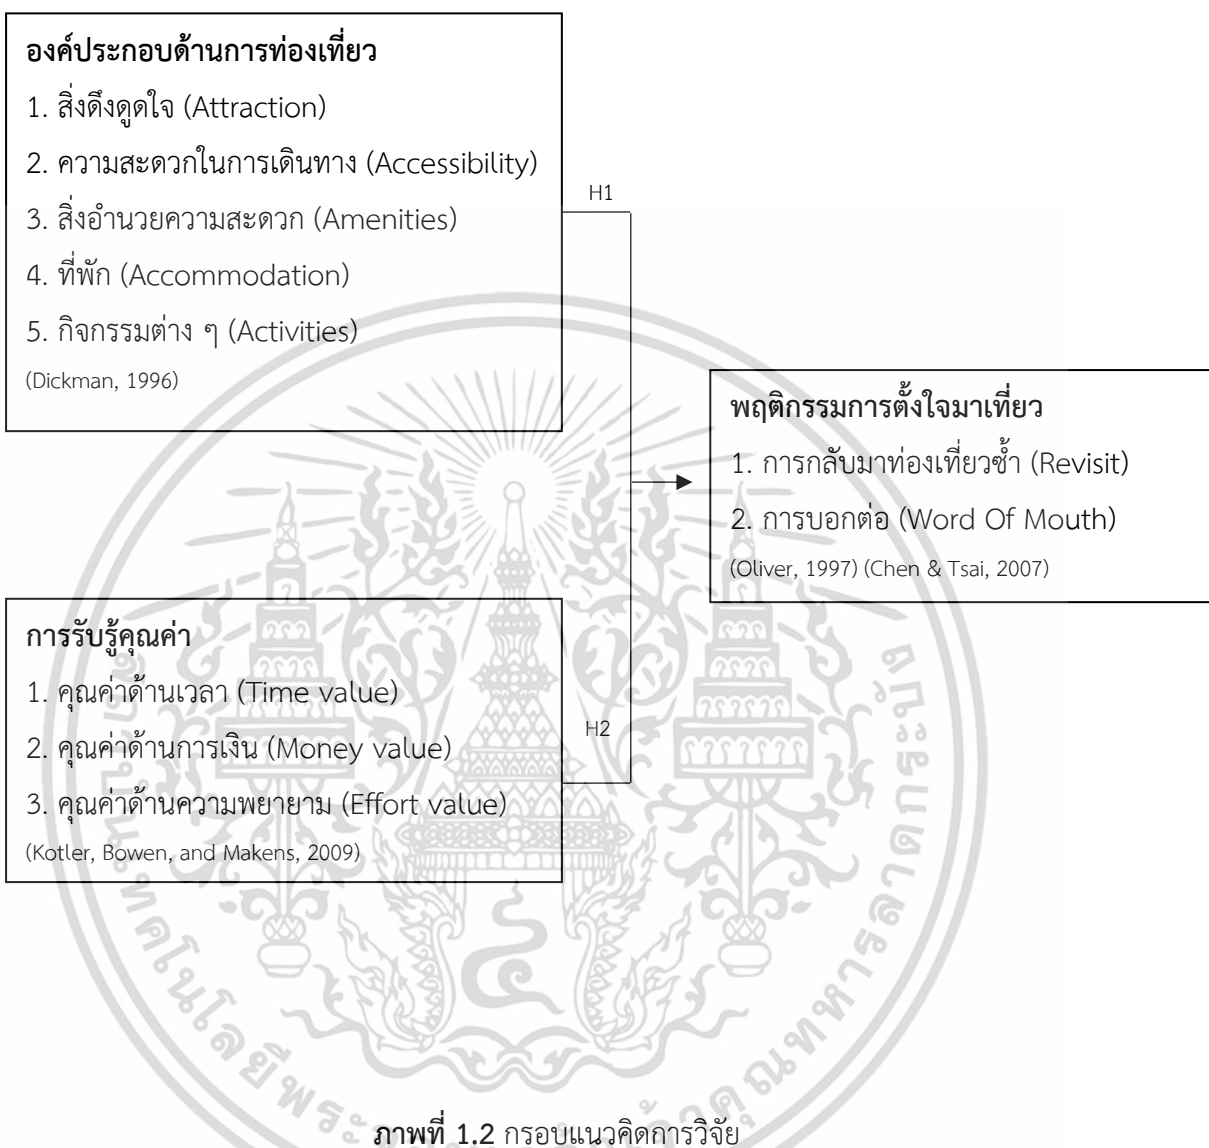 องค์ประกอบด้านการท่องเที่ยว
1. สิ่งดึงดูดใจ (Attraction)
2. ความสะดวกในการเดินทาง (Accessibility)
3. สิ่งอำนวยความสะดวก (Amenities)
4. ที่พัก (Accommodation)
5. กิจกรรมต่าง ๆ (Activities)
(Dickman, 1996)
H1
พฤติกรรมการตั้งใจมาเที่ยว
1. การกลับมาท่องเที่ยวซ้ำ (Revisit)
2. การบอกต่อ (Word Of Mouth)
(Oliver, 1997) (Chen & Tsai, 2007)
การรับรู้คุณค่า
1. คุณค่าด้านเวลา (Time value)
2. คุณค่าด้านการเงิน (Money value)
3. คุณค่าด้านความพยายาม (Effort value)
(Kotler, Bowen, and Makens, 2009)
H2
ภาพที่ 1.2 กรอบแนวคิดการวิจัย